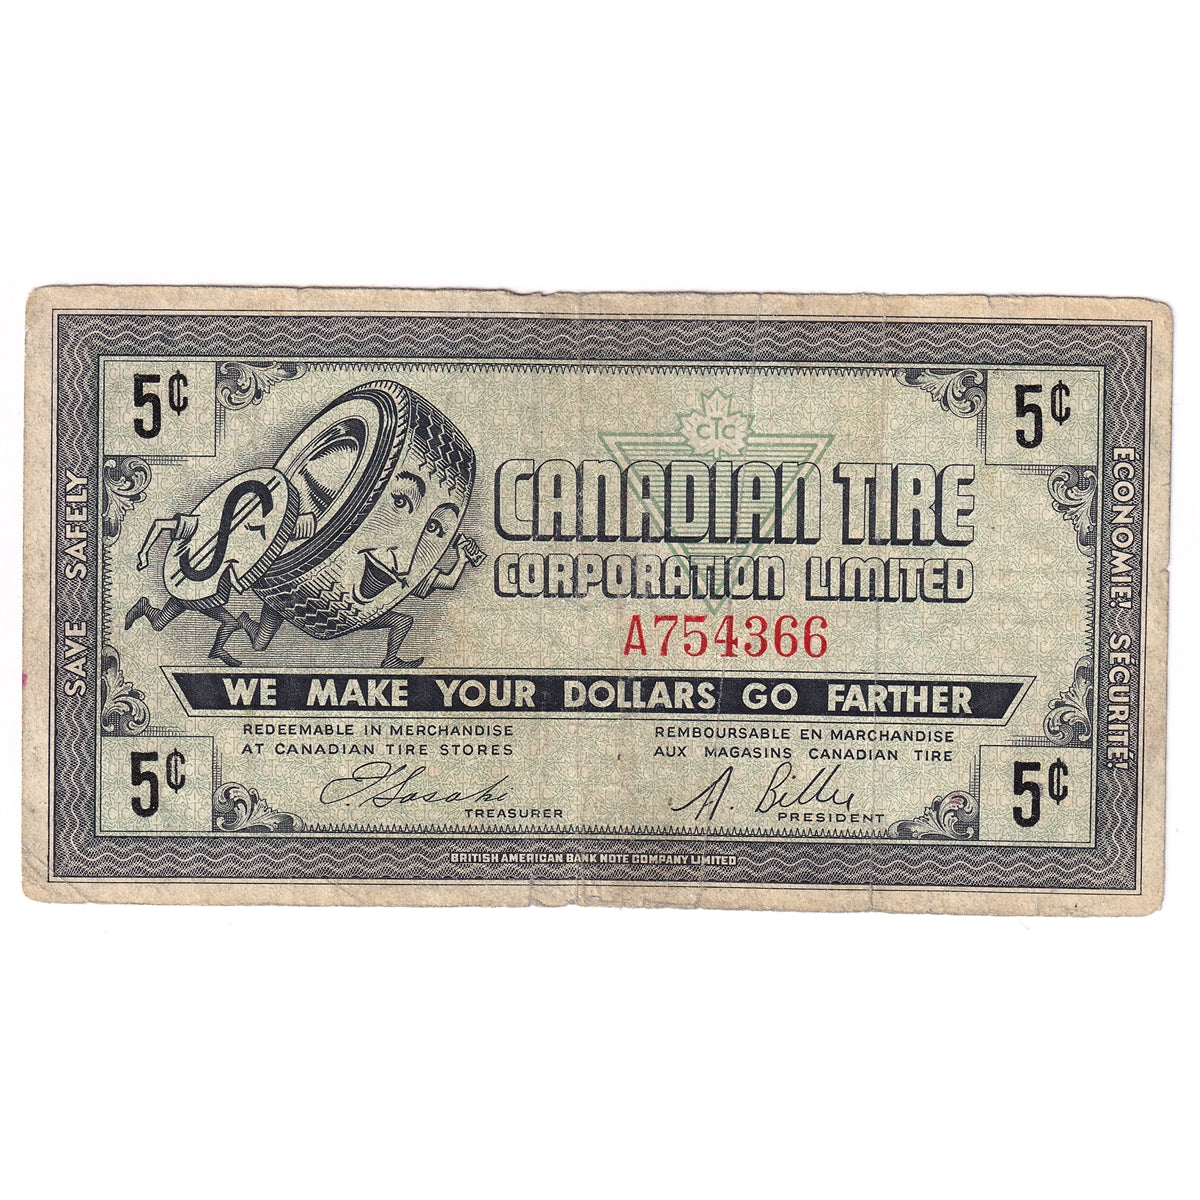 5¢
5¢
CTC
$
CANADIAN TIRE
CORPORATION LIMITED
A754366
SAVE SAFELY
ÉCONOMIE! SÉCURITÉ!
WE MAKE YOUR DOLLARS GO FARTHER
REDEEMABLE IN MERCHANDISE
AT CANADIAN TIRE STORES
REMBOURSABLE EN MARCHANDISE
AUX MAGASINS CANADIAN TIRE
5¢
5¢
TREASURER
A. Billes
PRESIDENT
BRITISH AMERICAN BANK NOTE COMPANY LIMITED